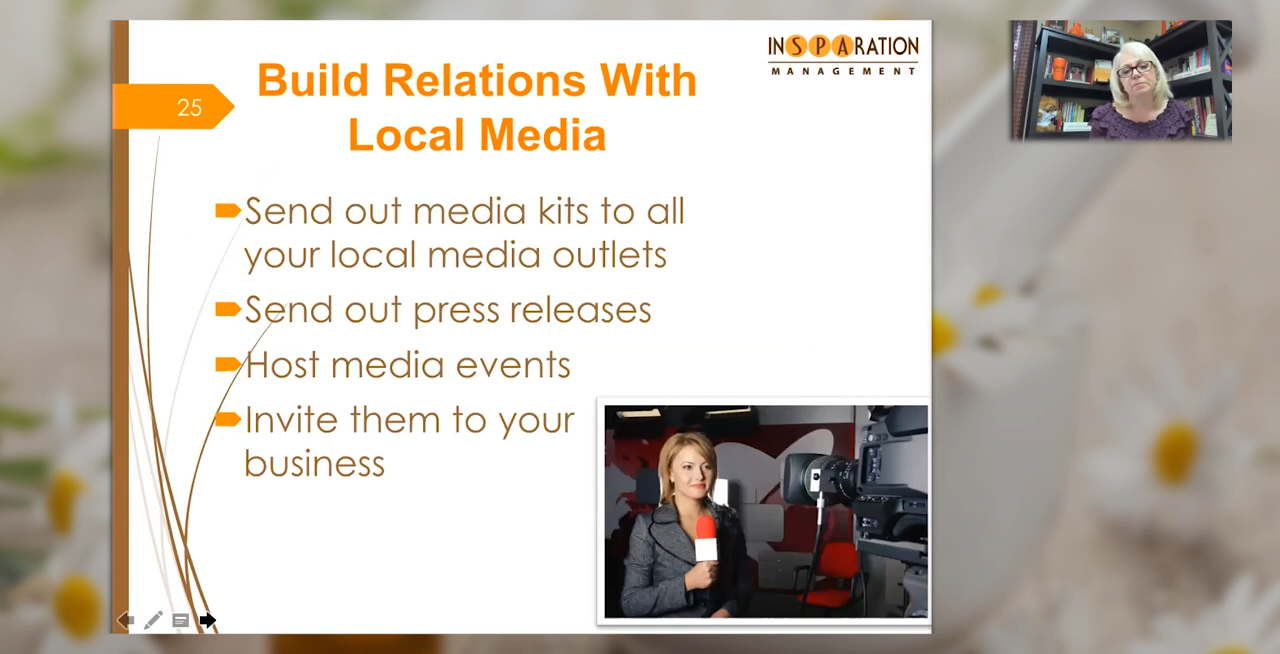 INSPARATION
MANAGEMENT
25
Build Relations With
Local Media
Send out media kits to all
your local media outlets
Send out press releases
Host media events
Invite them to your
business